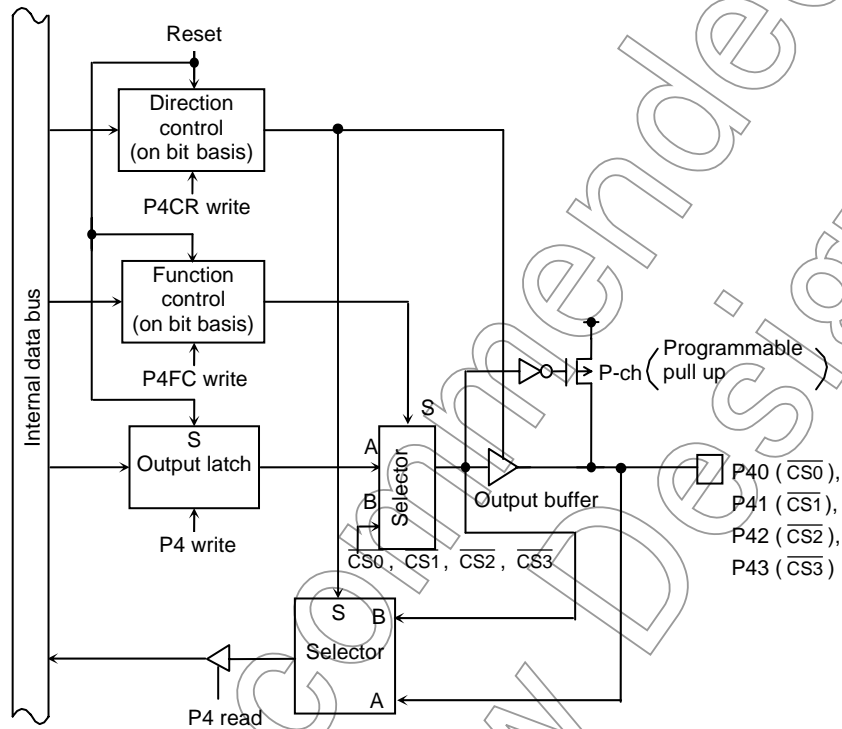 Reset
Direction
control
(on bit basis)
P4CR write
Function
control
(on bit basis)
P4FC write
Internal data bus
S
Output latch
P4 write
A
B
S
Selector
CS0, CS1, CS2, CS3
Output buffer
P-ch
(Programmable
pull up)
P40 (CS0),
P41 (CS1),
P42 (CS2),
P43 (CS3)
S
B
Selector
A
P4 read
commended
w Desig